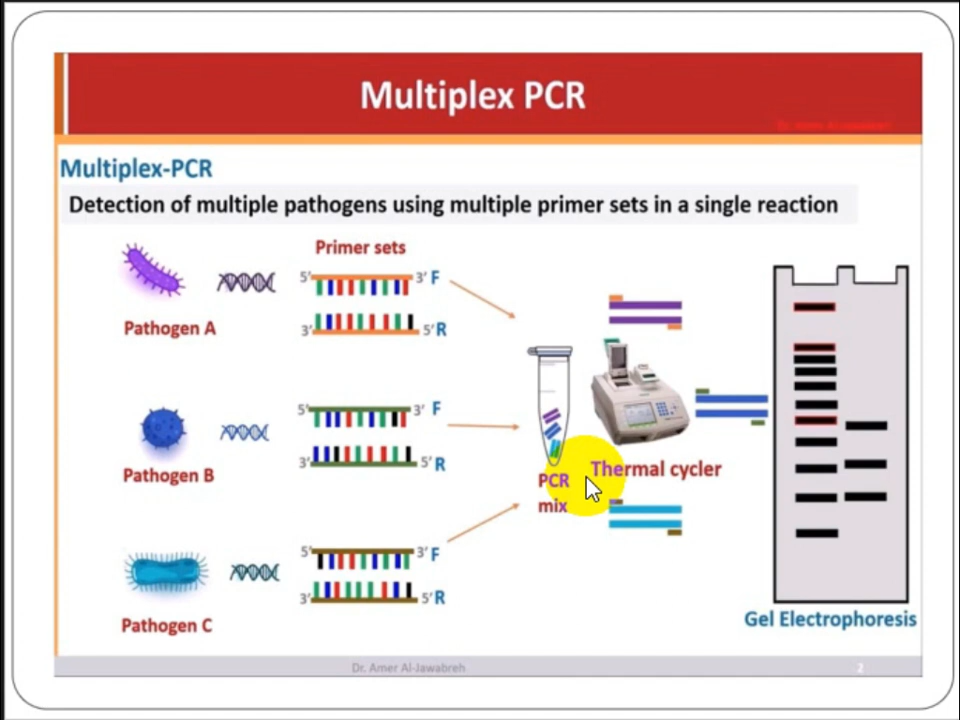 Multiplex PCR
Multiplex-PCR
Detection of multiple pathogens using multiple primer sets in a single reaction
Primer sets
5' 3' F
3' 5' R
Pathogen A
5' 3' F
3' 5' R
Pathogen B
5' 3' F
3' 5' R
Pathogen C
PCR
mix
Thermal cycler
Gel Electrophoresis
Dr. Amer Al-Jawabreh
2